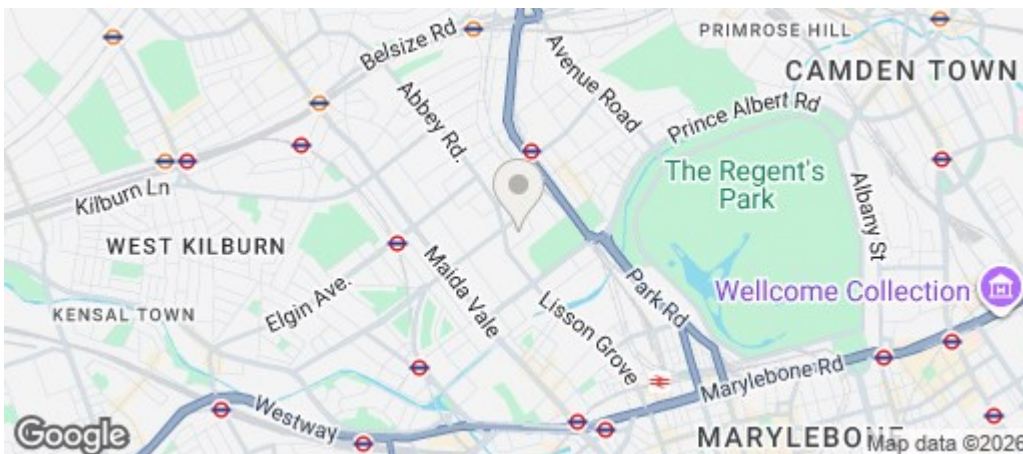 PRIMROSE HILL
Belsize Rd
Avenue Road
CAMDEN TOWN
Abbey Rd.
Prince Albert Rd
Kilburn Ln
The Regent's
Park
Albany St
WEST KILBURN
Maida Vale
Elgin Ave.
Park Rd
Wellcome Collection
KENSAL TOWN
Lisson Grove
Marylebone Rd
Westway
Google
MARYLEBONE
Map data ©2026